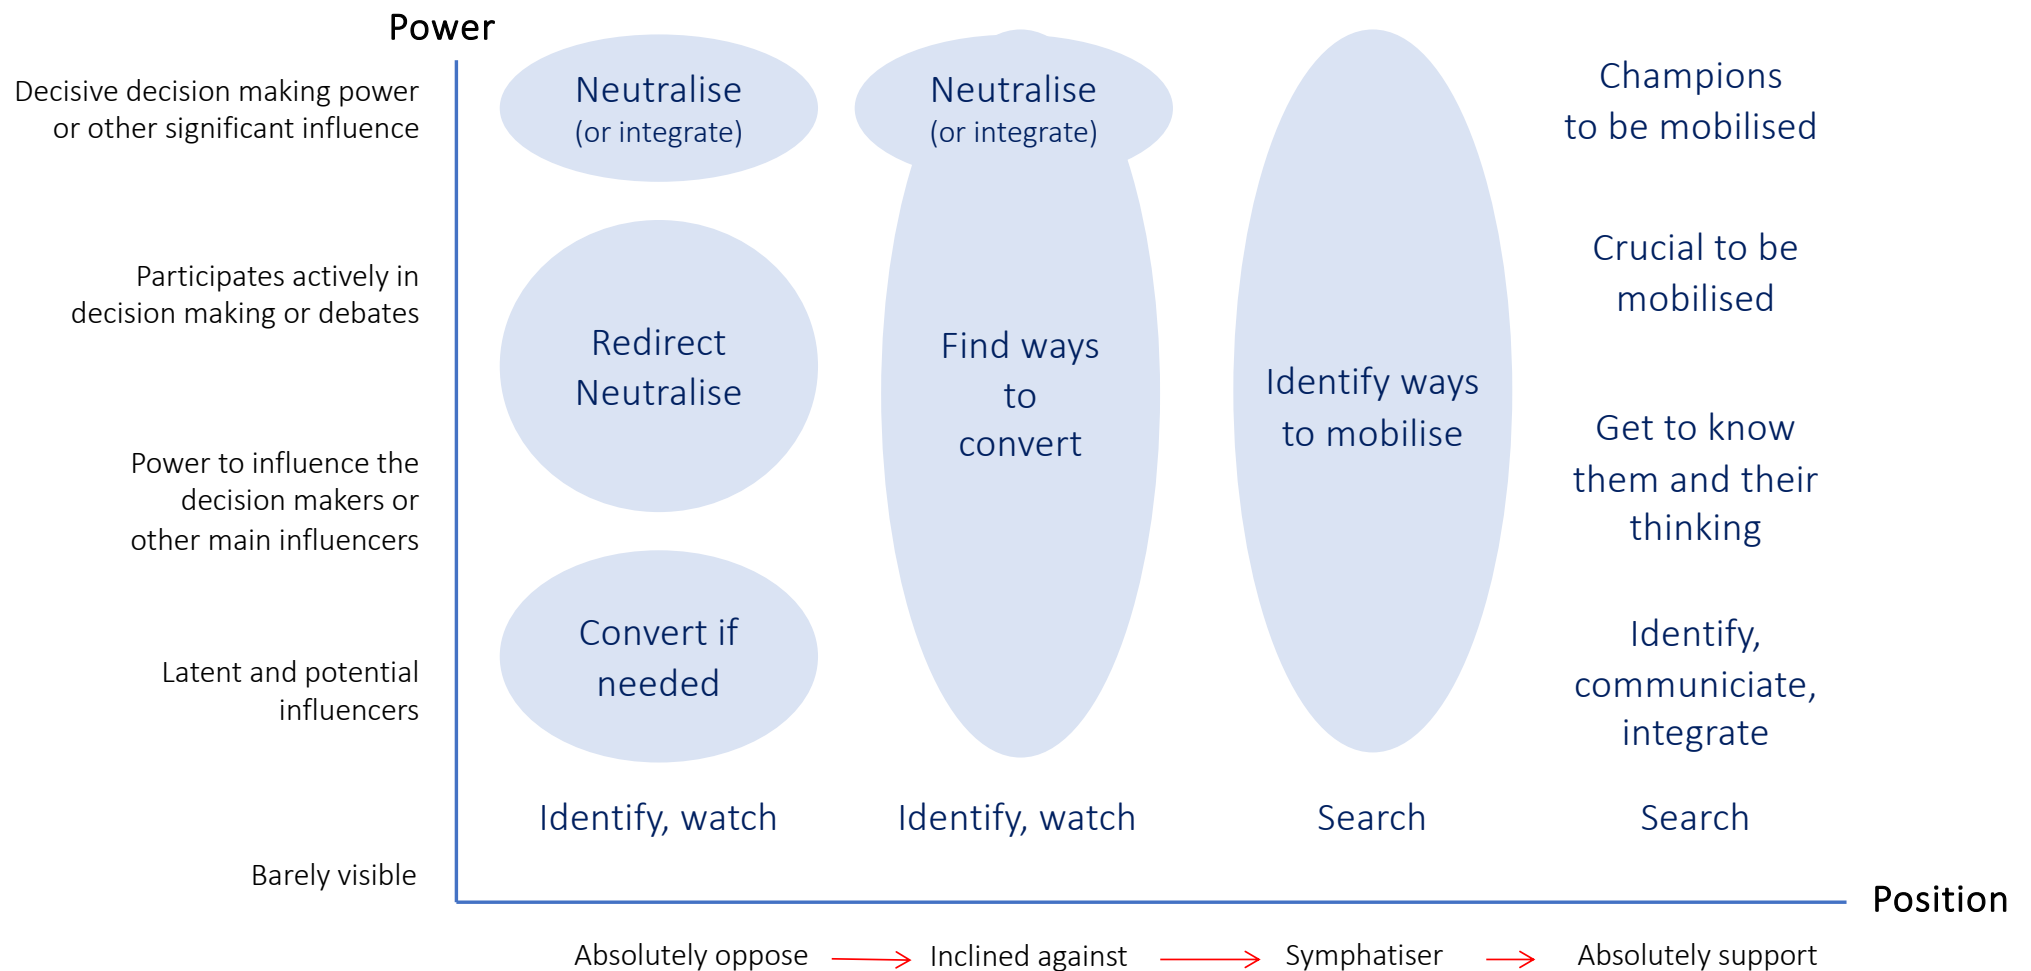 Power
Decisive decision making power
or other significant influence
Neutralise
(or integrate)
Neutralise
(or integrate)
Champions
to be mobilised
Participates actively in
decision making or debates
Redirect
Neutralise
Find ways
to
convert
Identify ways
to mobilise
Crucial to be
mobilised
Power to influence the
decision makers or
other main influencers
Get to know
them and their
thinking
Latent and potential
influencers
Convert if
needed
Identify,
communiciate,
integrate
Identify, watch
Identify, watch
Search
Search
Barely visible
Position
Absolutely oppose
Inclined against
Symphatiser
Absolutely support